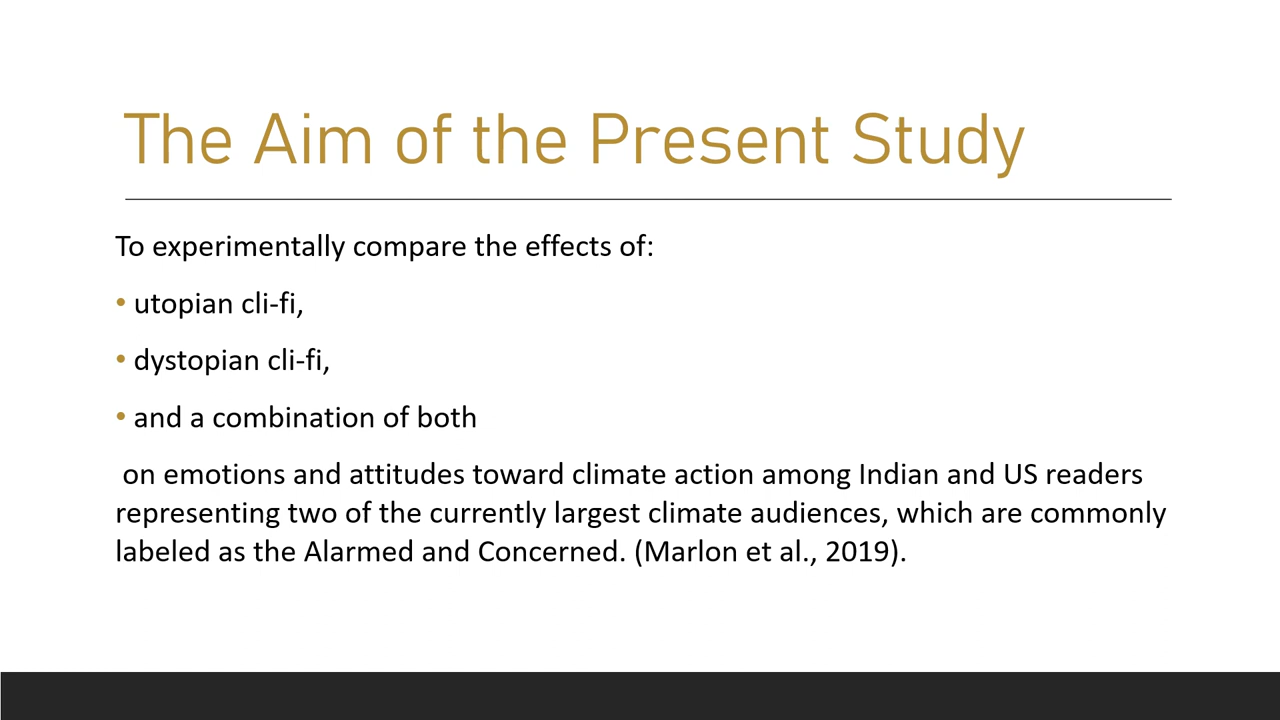 The Aim of the Present Study
To experimentally compare the effects of:
• utopian cli-fi,
• dystopian cli-fi,
• and a combination of both
on emotions and attitudes toward climate action among Indian and US readers
representing two of the currently largest climate audiences, which are commonly
labeled as the Alarmed and Concerned. (Marlon et al., 2019).